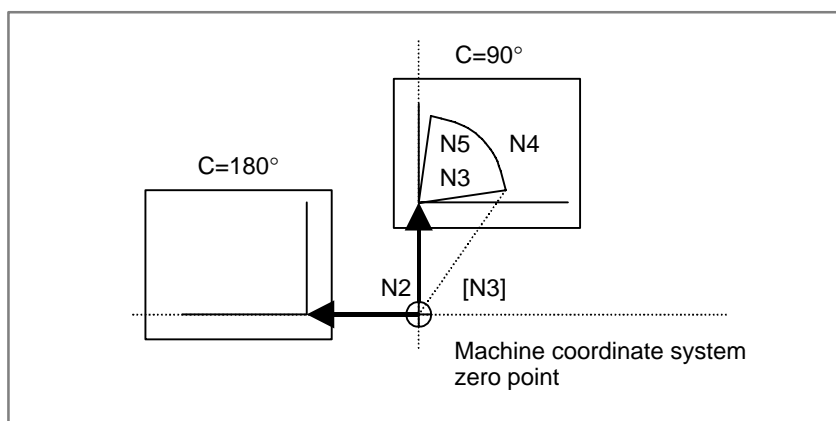 C=90°
N5
N4
C=180°
N3
N2
[N3]
Machine coordinate system
zero point